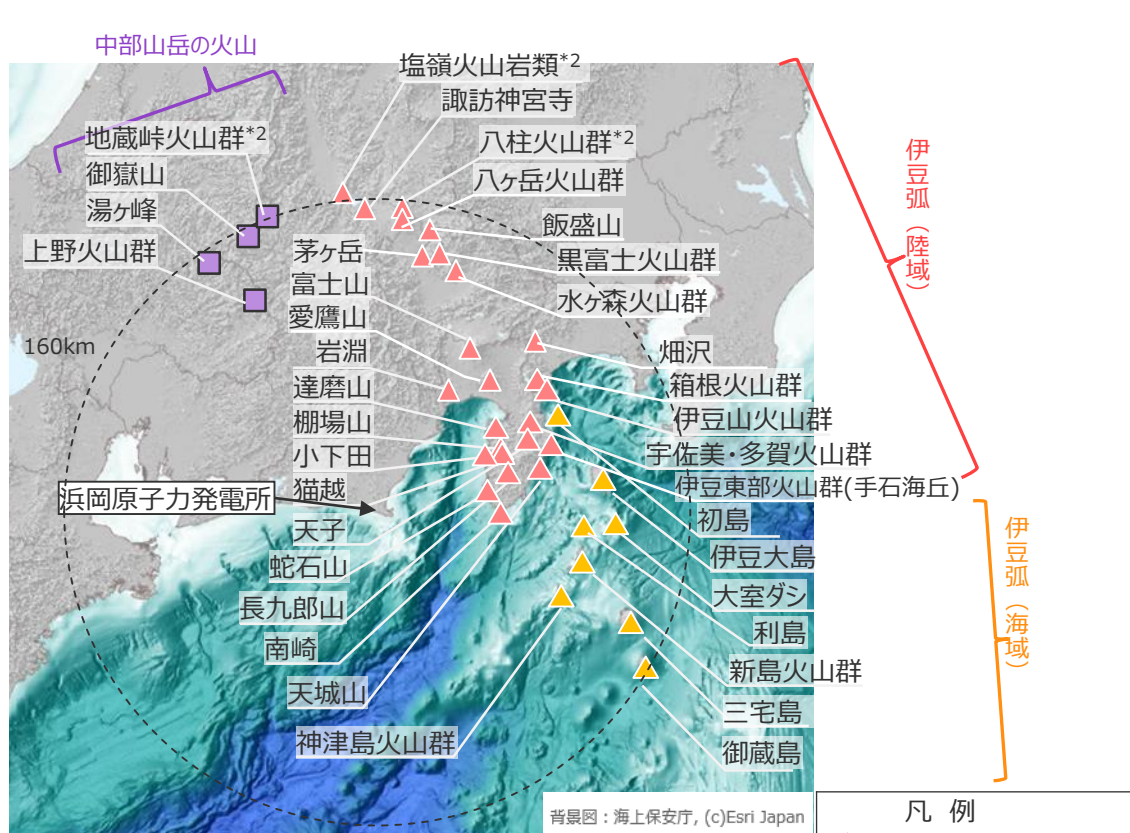 中部山岳の火山
塩嶺火山岩類*2
諏訪神宮寺
地蔵峠火山群*2
八柱火山群*2
御嶽山
八ヶ岳火山群
湯ヶ峰
飯盛山
上野火山群
茅ヶ岳
黒富士火山群
富士山
水ヶ森火山群
愛鷹山
160km
岩淵
畑沢
達磨山
箱根火山群
棚場山
伊豆山火山群
小下田
宇佐美・多賀火山群
猫越
伊豆東部火山群(手石海丘)
浜岡原子力発電所
天子
初島
蛇石山
伊豆大島
長九郎山
大室ダシ
南崎
利島
天城山
新島火山群
神津島火山群
三宅島
御蔵島
伊豆弧（陸域）
伊豆弧（海域）
背景図：海上保安庁, (c)Esri Japan
凡 例